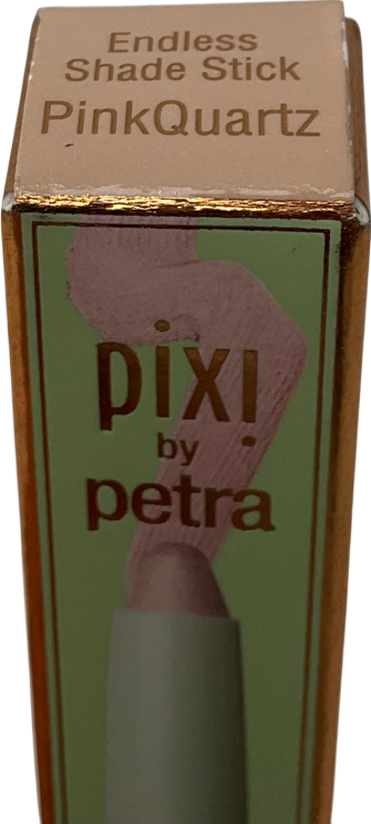 Endless
Shade Stick
PinkQuartz
pixi
by
petra